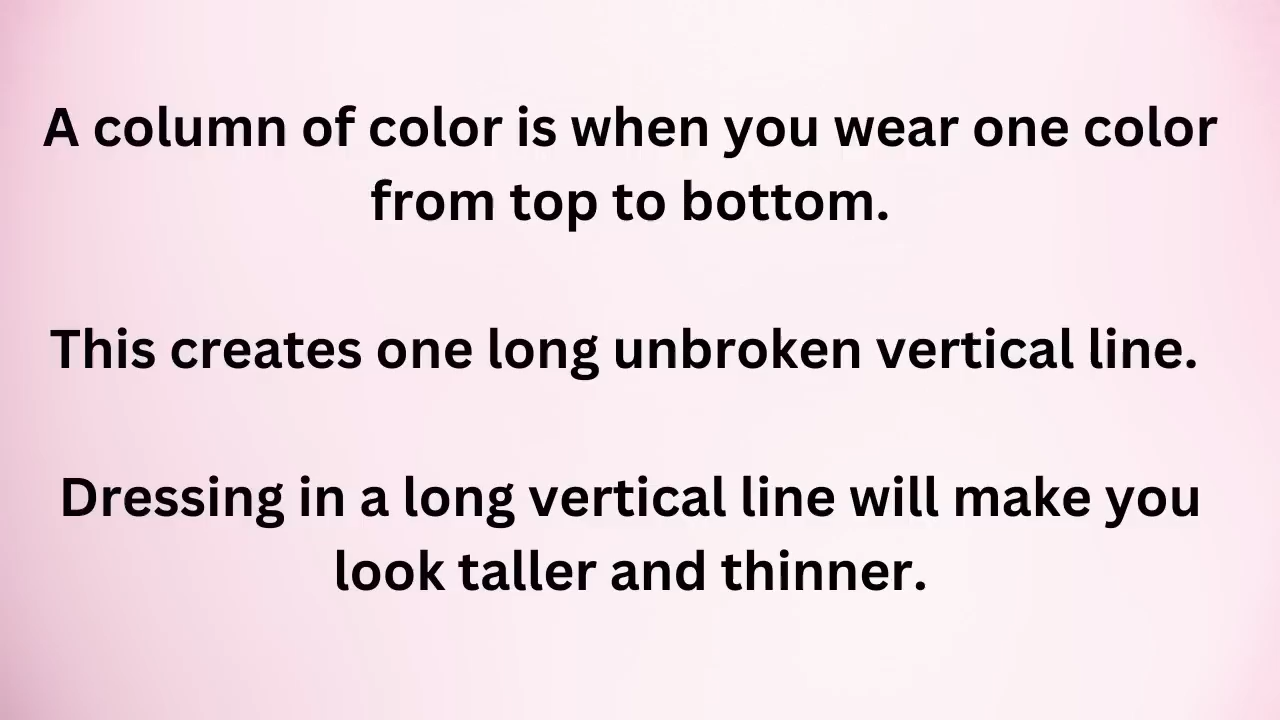 A column of color is when you wear one color
from top to bottom.
This creates one long unbroken vertical line.
Dressing in a long vertical line will make you
look taller and thinner.